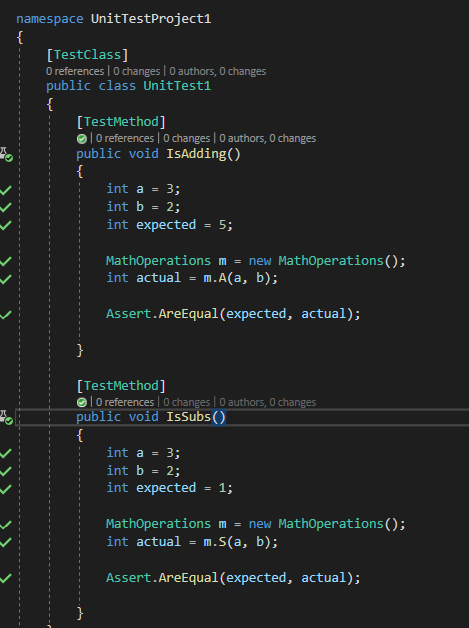 namespace UnitTestProject1
{
[TestClass]
0 references | 0 changes | 0 authors, 0 changes
public class UnitTest1
{
[TestMethod]
| 0 references | 0 changes | 0 authors, 0 changes
public void IsAdding()
{
int a = 3;
int b = 2;
int expected = 5;
MathOperations m = new MathOperations();
int actual = m.A(a, b);
Assert.AreEqual(expected, actual);
}
[TestMethod]
| 0 references | 0 changes | 0 authors, 0 changes
public void IsSubs()
{
int a = 3;
int b = 2;
int expected = 1;
MathOperations m = new MathOperations();
int actual = m.S(a, b);
Assert.AreEqual(expected, actual);
}